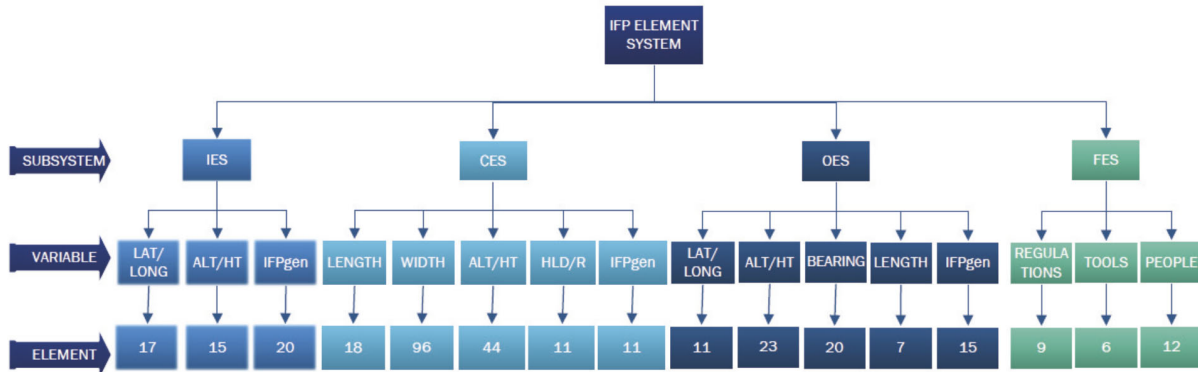 IFP ELEMENT
SYSTEM
SUBSYSTEM
IES
CES
OES
FES
VARIABLE
LAT/
LONG
ALT/HT
IFPgen
LENGTH
WIDTH
ALT/HT
HLD/R
IFPgen
LAT/
LONG
ALT/HT
BEARING
LENGTH
IFPgen
REGULA
TIONS
TOOLS
PEOPLE
ELEMENT
17
15
20
18
96
44
11
11
11
23
20
7
15
9
6
12